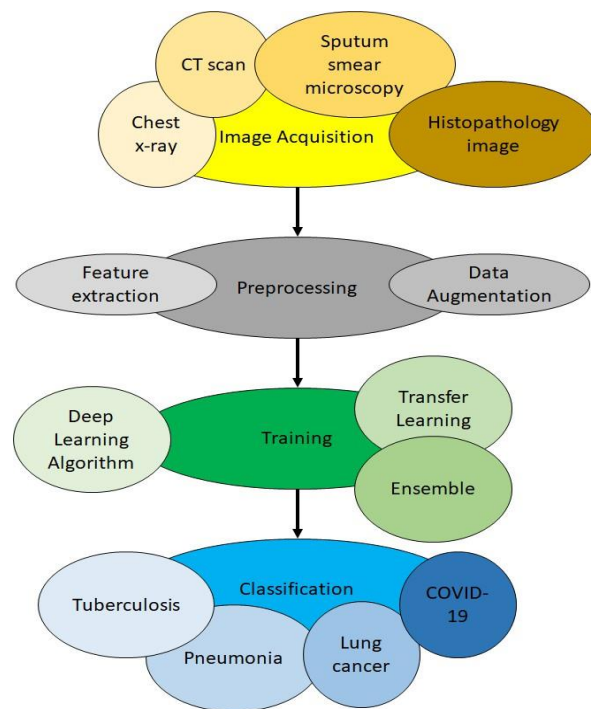 CT scan
Sputum
smear
microscopy
Chest
x-ray
Image Acquisition
Histopathology
image
Feature
extraction
Preprocessing
Data
Augmentation
Deep
Learning
Algorithm
Training
Transfer
Learning
Ensemble
Tuberculosis
Classification
COVID-
19
Pneumonia
Lung
cancer